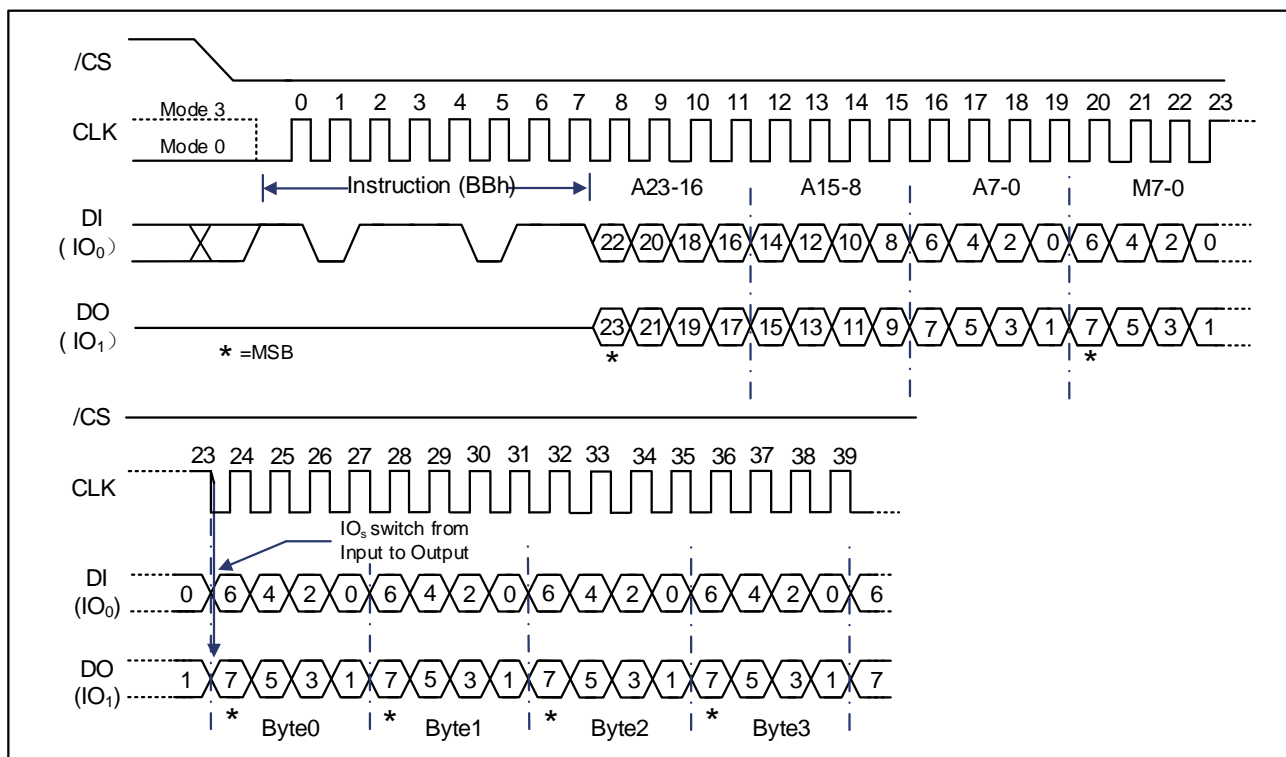 /CS
0 1 2 3 4 5 6 7 8 9 10 11 12 13 14 15 16 17 18 19 20 21 22 23
Mode 3
CLK
Mode 0
Instruction (BBh) A23-16 A15-8 A7-0 M7-0
DI
( IO0）
22 20 18 16 14 12 10 8 6 4 2 0 6 4 2 0
DO
( IO1）
23 21 19 17 15 13 11 9 7 5 3 1 7 5 3 1
* =MSB * *
/CS
23 24 25 26 27 28 29 30 31 32 33 34 35 36 37 38 39
CLK
IOs switch from
Input to Output
DI
(IO0)
0 6 4 2 0 6 4 2 0 6 4 2 0 6 4 2 0 6
DO
(IO1)
1 7 5 3 1 7 5 3 1 7 5 3 1 7 5 3 1 7
* Byte0 * Byte1 * Byte2 * Byte3